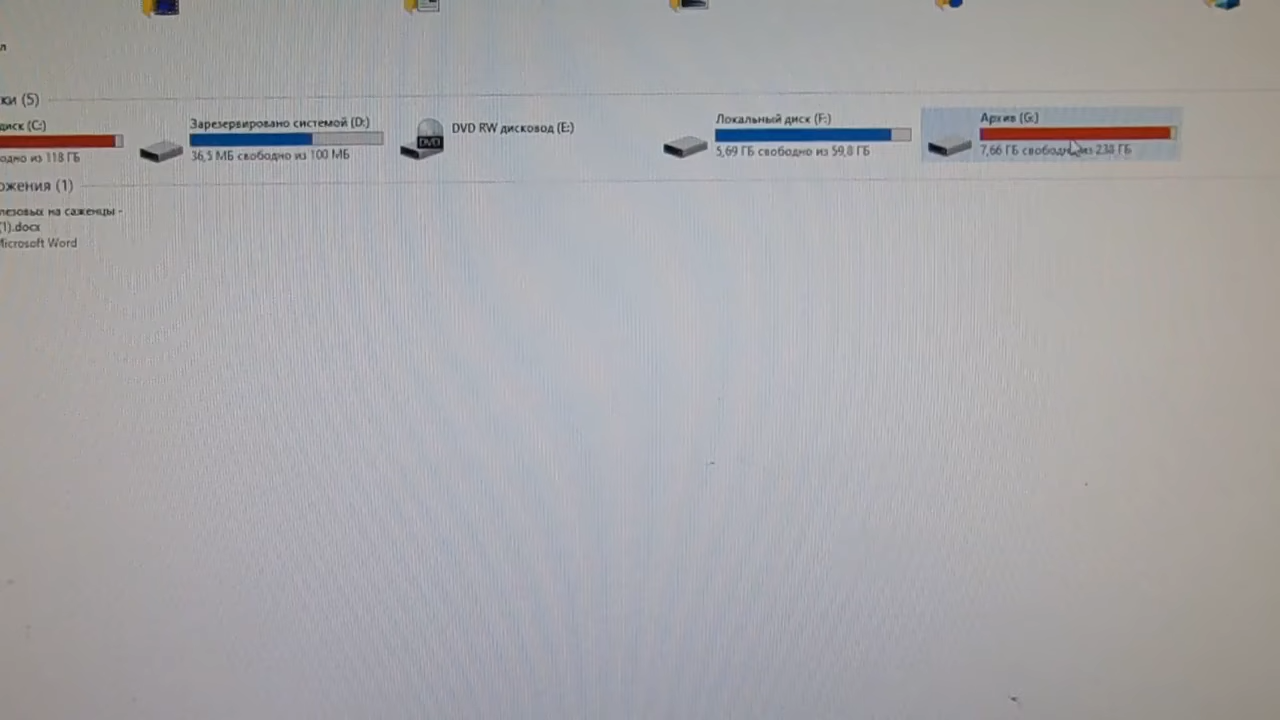 ки (5)
диск (C:)
одно из 118 ГБ
Зарезервировано системой (D:)
36,5 МБ свободно из 100 МБ
DVD RW дисковод (E:)
Локальный диск (F:)
5,69 ГБ свободно из 59,8 ГБ
Архив (G:)
7,66 ГБ свободно из 238 ГБ
ожения (1)
лезовых на саженцы -
(1).docx
Microsoft Word